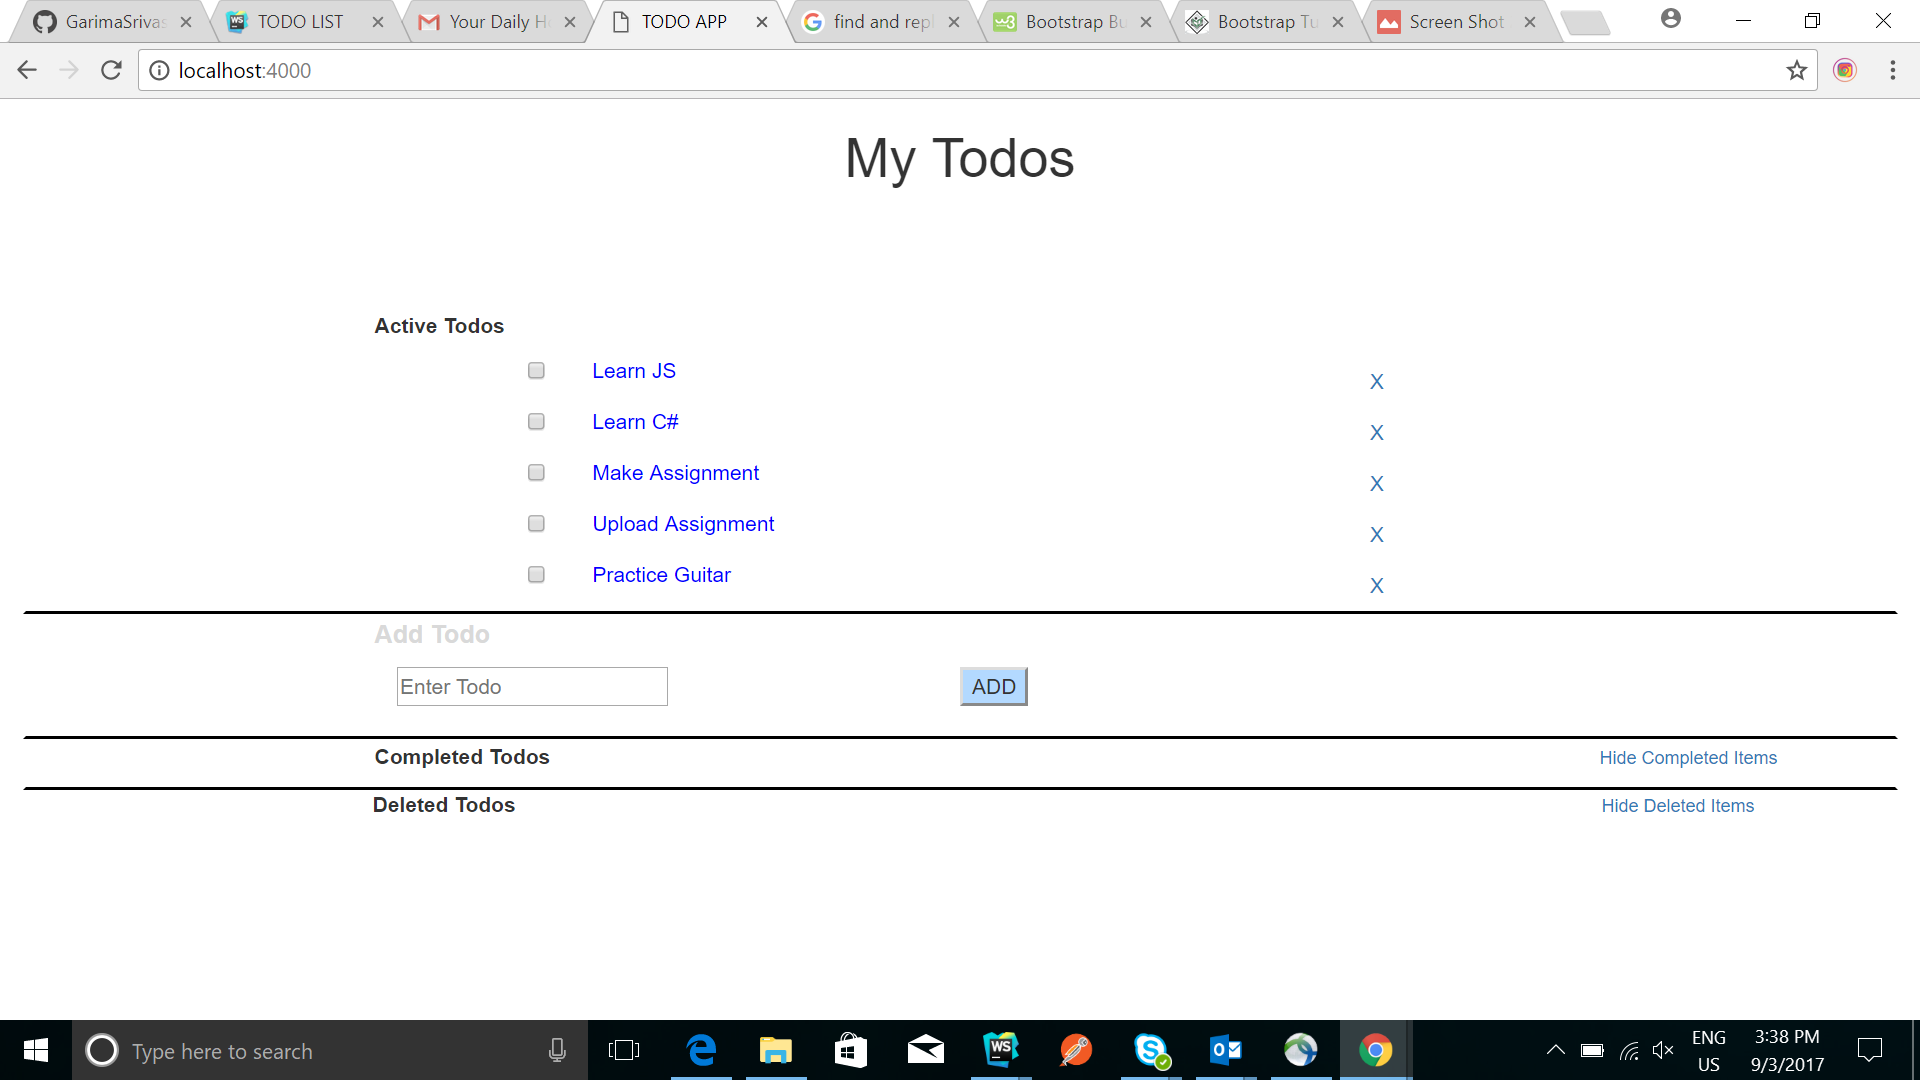 GarimaSrivas
TODO LIST
Your Daily H
TODO APP
find and repl
Bootstrap Bu
Bootstrap Tu
Screen Shot
localhost:4000
My Todos
Active Todos
Learn JS X
Learn C# X
Make Assignment X
Upload Assignment X
Practice Guitar X
Add Todo
Enter Todo ADD
Completed Todos Hide Completed Items
Deleted Todos Hide Deleted Items
Type here to search
ENG
US
3:38 PM
9/3/2017